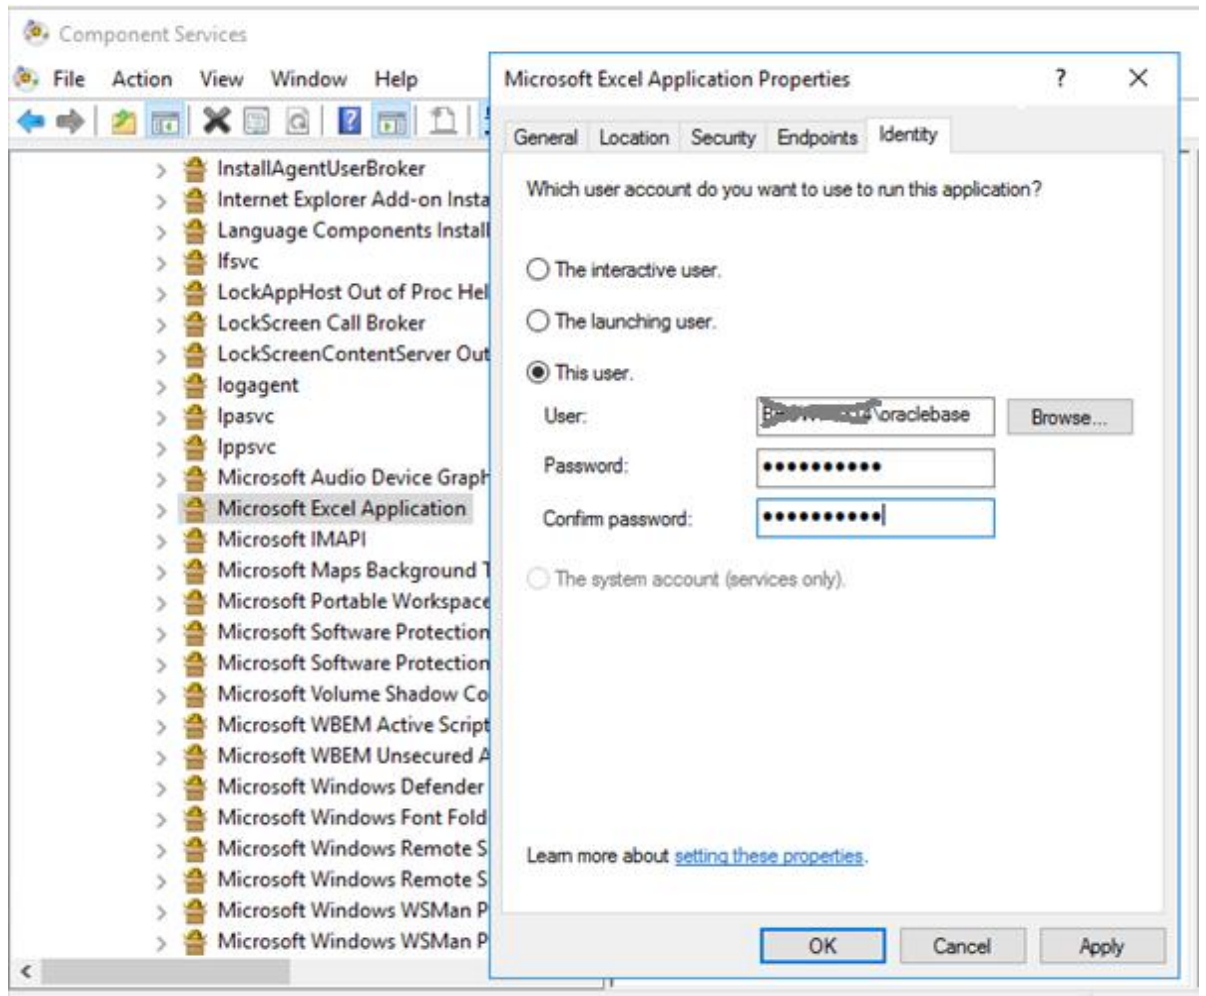 Component Services
File Action View Window Help
InstallAgentUserBroker
Internet Explorer Add-on Insta
Language Components Install
lfsvc
LockAppHost Out of Proc Hel
LockScreen Call Broker
LockScreenContentServer Out
logagent
lpasvc
lppsvc
Microsoft Audio Device Graph
Microsoft Excel Application
Microsoft IMAPI
Microsoft Maps Background T
Microsoft Portable Workspace
Microsoft Software Protection
Microsoft Software Protection
Microsoft Volume Shadow Co
Microsoft WBEM Active Script
Microsoft WBEM Unsecured A
Microsoft Windows Defender
Microsoft Windows Font Fold
Microsoft Windows Remote S
Microsoft Windows Remote S
Microsoft Windows WSMan P
Microsoft Windows WSMan P
Microsoft Excel Application Properties
General Location Security Endpoints Identity
Which user account do you want to use to run this application?
The interactive user.
The launching user.
This user.
User: \oraclebase Browse...
Password: ••••••••••
Confirm password: ••••••••••
The system account (services only).
Learn more about setting these properties.
OK Cancel Apply